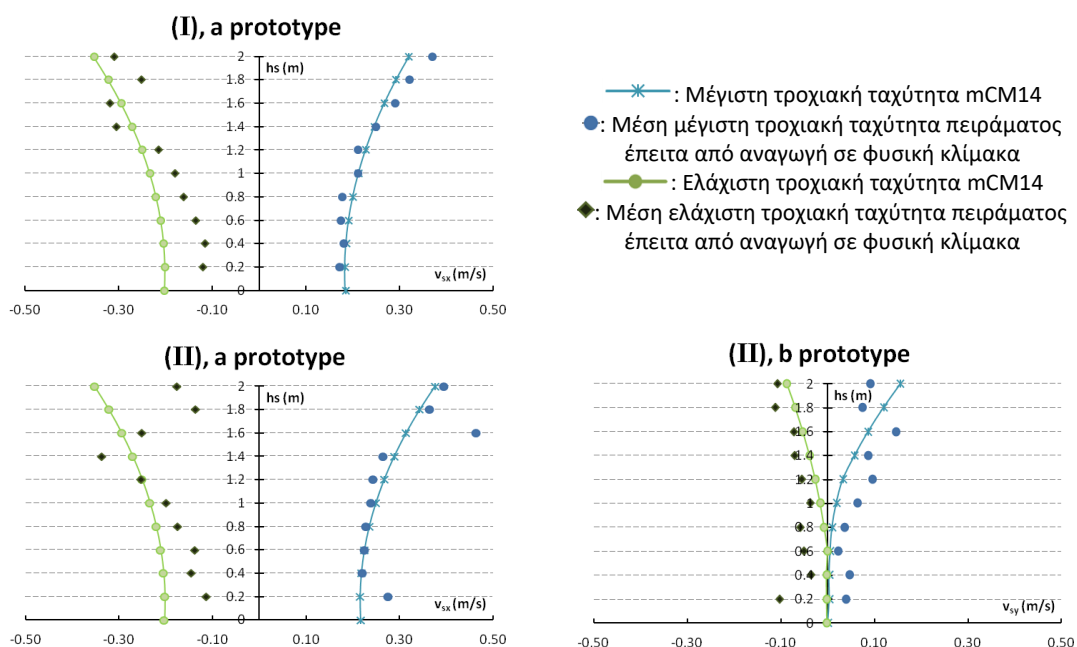 (I), a prototype
hs (m)
2
1.8
1.6
1.4
1.2
1
0.8
0.6
0.4
0.2
0
v_sx (m/s)
-0.50 -0.30 -0.10 0.10 0.30 0.50
: Μέγιστη τροχιακή ταχύτητα mCM14
: Μέση μέγιστη τροχιακή ταχύτητα πειράματος
έπειτα από αναγωγή σε φυσική κλίμακα
: Ελάχιστη τροχιακή ταχύτητα mCM14
: Μέση ελάχιστη τροχιακή ταχύτητα πειράματος
έπειτα από αναγωγή σε φυσική κλίμακα
(II), a prototype
hs (m)
2
1.8
1.6
1.4
1.2
1
0.8
0.6
0.4
0.2
0
v_sx (m/s)
-0.50 -0.30 -0.10 0.10 0.30 0.50
(II), b prototype
hs (m)
2
1.8
1.6
1.4
1.2
1
0.8
0.6
0.4
0.2
0
v_sy (m/s)
-0.50 -0.30 -0.10 0.10 0.30 0.50